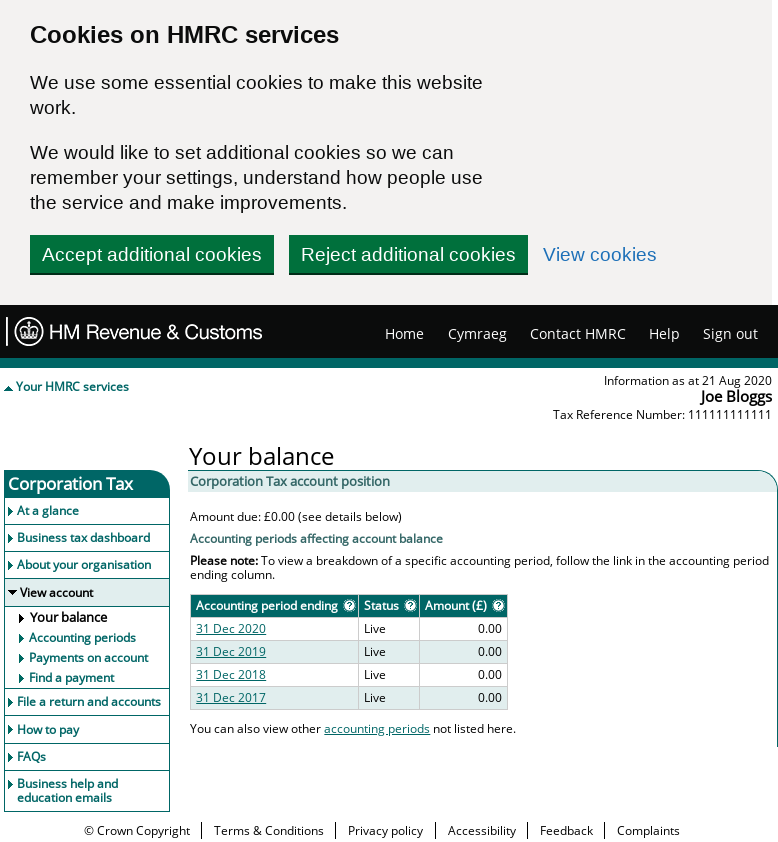 Cookies on HMRC services
We use some essential cookies to make this website
work.
We would like to set additional cookies so we can
remember your settings, understand how people use
the service and make improvements.
Accept additional cookies Reject additional cookies View cookies
HM Revenue & Customs
Home Cymraeg Contact HMRC Help Sign out
Your HMRC services
Information as at 21 Aug 2020
Joe Bloggs
Tax Reference Number: 111111111111
Corporation Tax
At a glance
Business tax dashboard
About your organisation
View account
Your balance
Accounting periods
Payments on account
Find a payment
File a return and accounts
How to pay
FAQs
Business help and
education emails
Your balance
Corporation Tax account position
Amount due: £0.00 (see details below)
Accounting periods affecting account balance
Please note: To view a breakdown of a specific accounting period, follow the link in the accounting period
ending column.
Accounting period ending ? Status ? Amount (£) ?
31 Dec 2020 Live 0.00
31 Dec 2019 Live 0.00
31 Dec 2018 Live 0.00
31 Dec 2017 Live 0.00
You can also view other accounting periods not listed here.
© Crown Copyright Terms & Conditions Privacy policy Accessibility Feedback Complaints